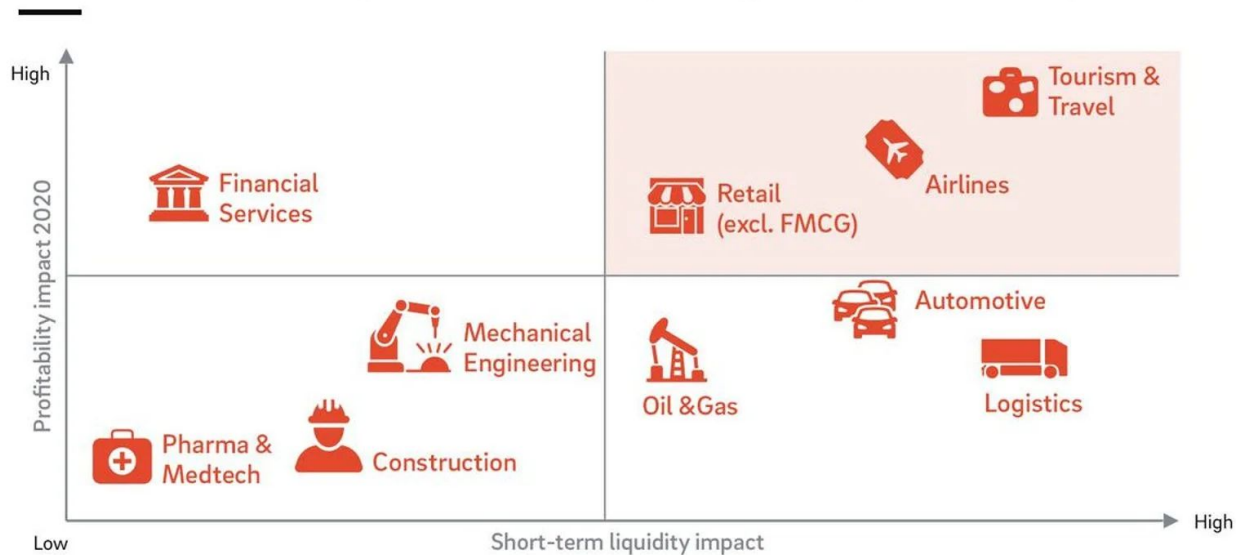 High
Tourism &
Travel
Financial
Services
Retail
(excl. FMCG)
Airlines
Profitability impact 2020
Mechanical
Engineering
Automotive
Oil &Gas
Logistics
Pharma &
Medtech
Construction
Low
Short-term liquidity impact
High